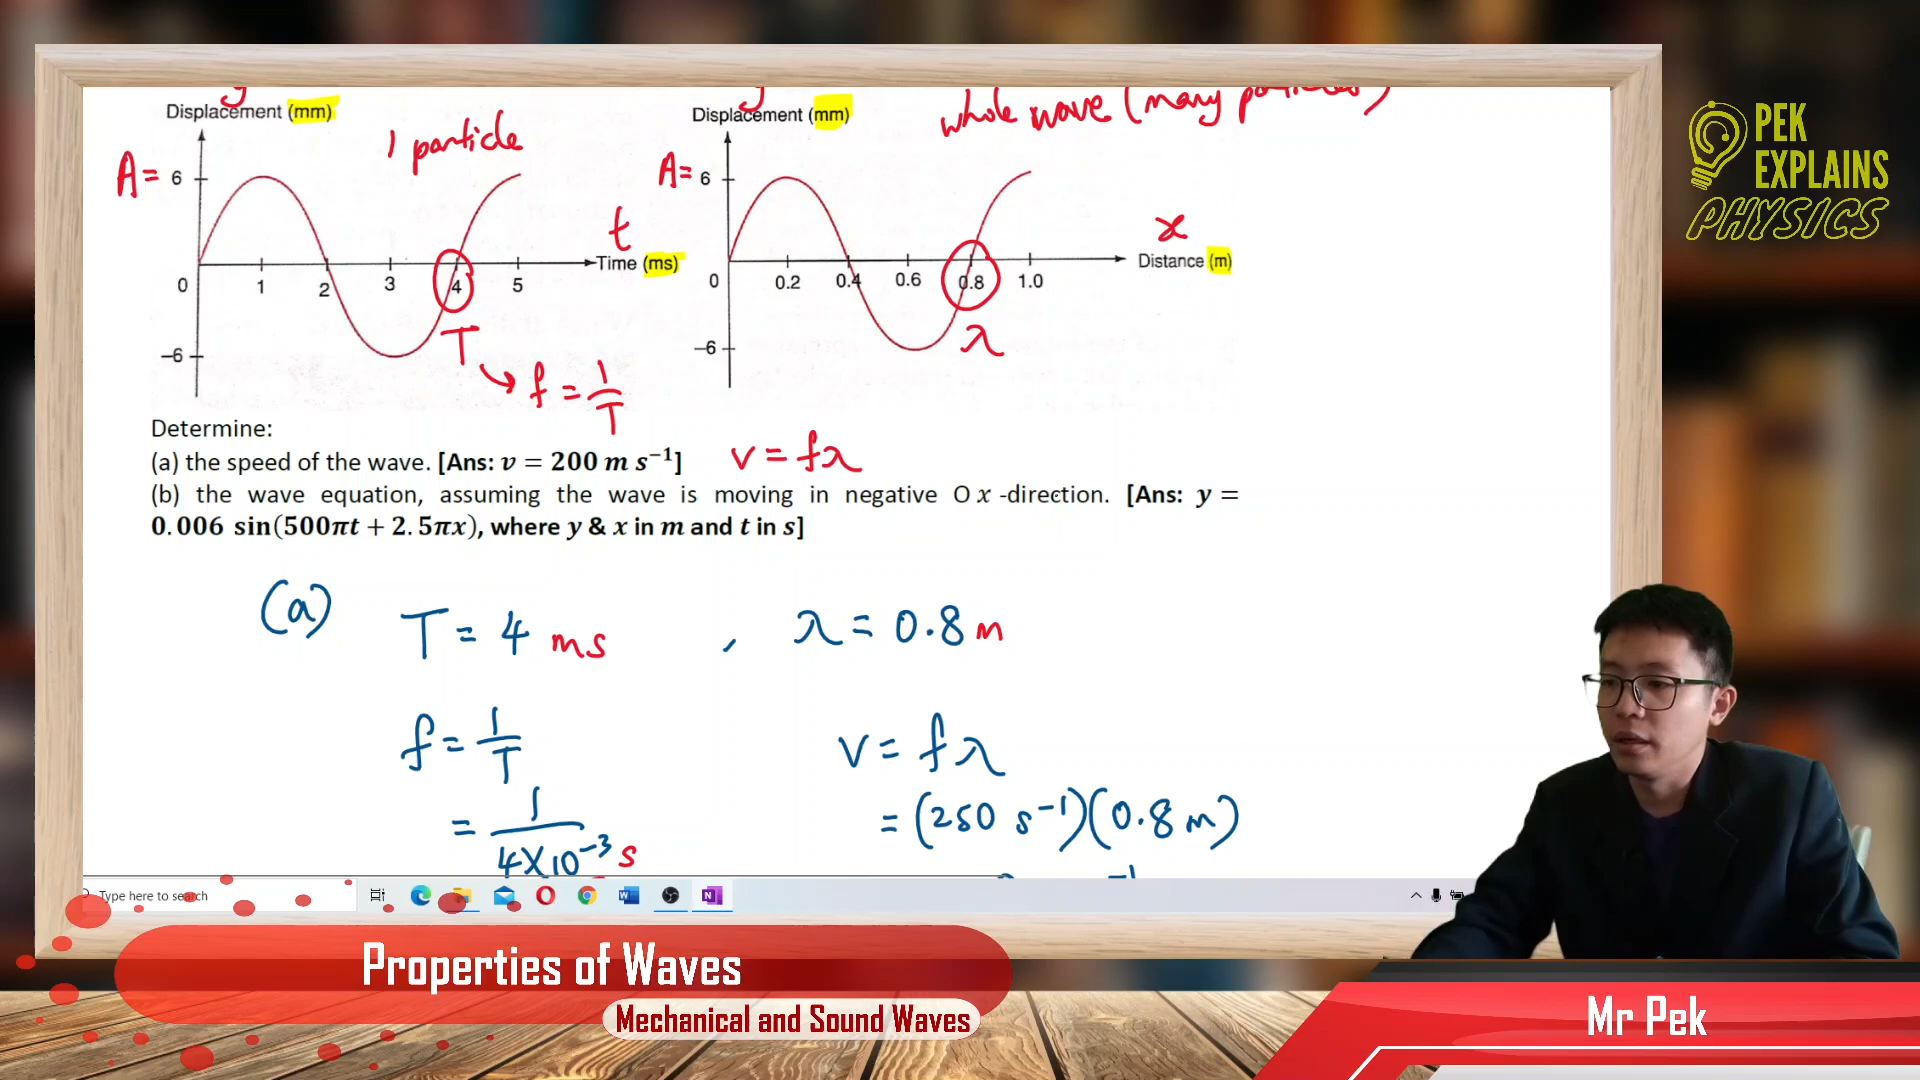 Displacement (mm)
1 particle
A = 6
t
Time (ms)
0 1 2 3 4 5
-6
T
f = 1/T
Displacement (mm)
whole wave (many particles)
A = 6
x
Distance (m)
0 0.2 0.4 0.6 0.8 1.0
-6
λ
Determine:
(a) the speed of the wave. [Ans: v = 200 m s⁻¹]
v = fλ
(b) the wave equation, assuming the wave is moving in negative O x -direction. [Ans: y =
0.006 sin(500πt + 2.5πx), where y & x in m and t in s]
(a) T = 4 ms , λ = 0.8 m
f = 1/T
= 1/4×10⁻³ s
v = fλ
= (250 s⁻¹)(0.8 m)
Type here to search
PEK
EXPLAINS
PHYSICS
Properties of Waves
Mechanical and Sound Waves
Mr Pek